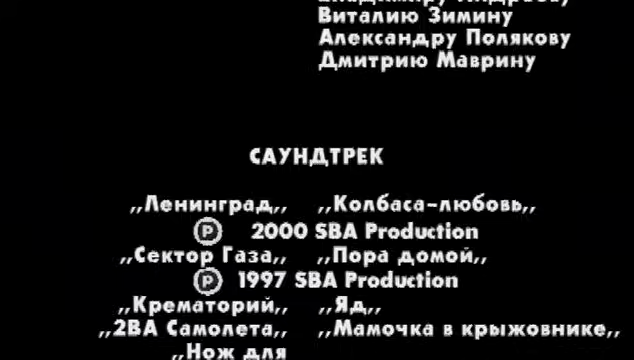 Виталию Зимину
Александру Полякову
Дмитрию Маврину
САУНДТРЕК
,,Ленинград,, ,,Колбаса-любовь,,
Ⓟ 2000 SBA Production
,,Сектор Газа,, ,,Пора домой,,
Ⓟ 1997 SBA Production
,,Крематорий,, ,,Яд,,
,,2ВА Самолета,, ,,Мамочка в крыжовнике,,
,,Нож для